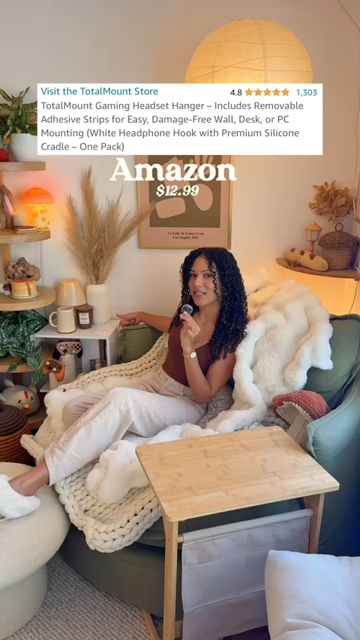 Visit the TotalMount Store
4.8 1,303
TotalMount Gaming Headset Hanger – Includes Removable
Adhesive Strips for Easy, Damage-Free Wall, Desk, or PC
Mounting (White Headphone Hook with Premium Silicone
Cradle – One Pack)
Amazon
$12.99